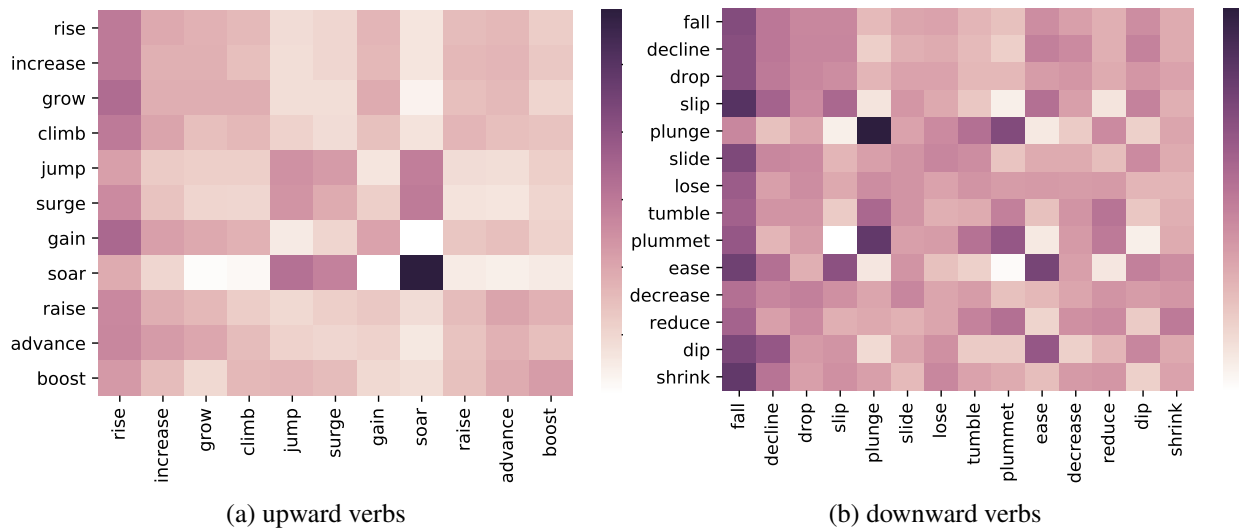 rise
increase
grow
climb
jump
surge
gain
soar
raise
advance
boost
rise
increase
grow
climb
jump
surge
gain
soar
raise
advance
boost
(a) upward verbs
fall
decline
drop
slip
plunge
slide
lose
tumble
plummet
ease
decrease
reduce
dip
shrink
fall
decline
drop
slip
plunge
slide
lose
tumble
plummet
ease
decrease
reduce
dip
shrink
(b) downward verbs